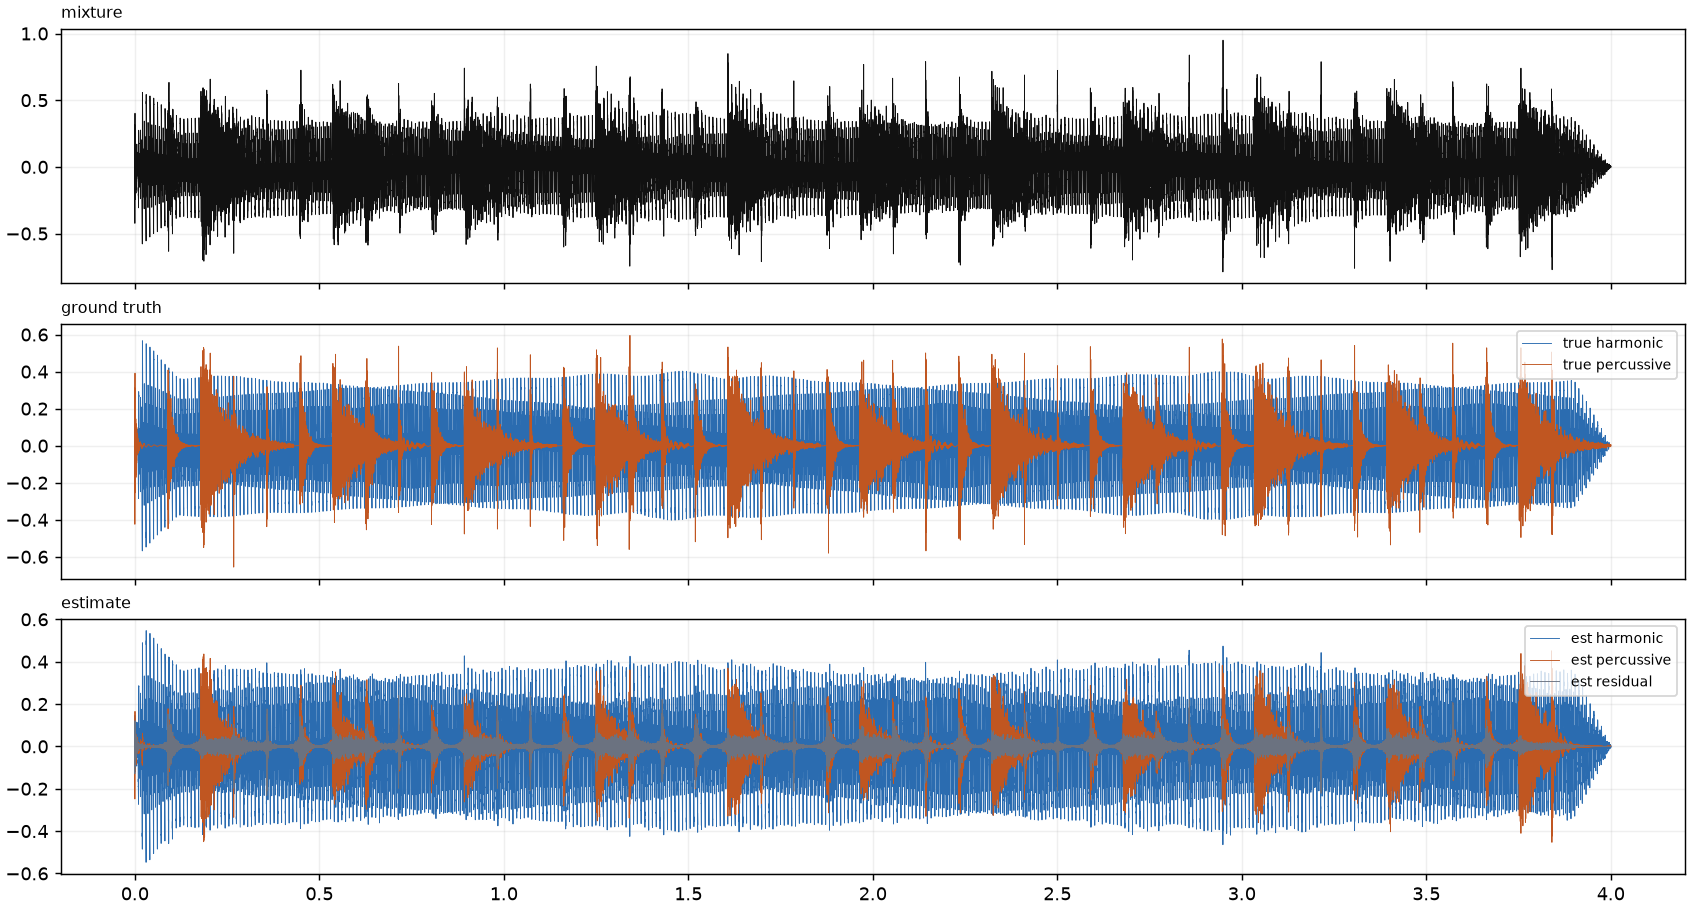 mixture
1.0
0.5
0.0
−0.5
ground truth
true harmonic
true percussive
0.6
0.4
0.2
0.0
−0.2
−0.4
−0.6
estimate
est harmonic
est percussive
est residual
0.6
0.4
0.2
0.0
−0.2
−0.4
−0.6
0.0 0.5 1.0 1.5 2.0 2.5 3.0 3.5 4.0